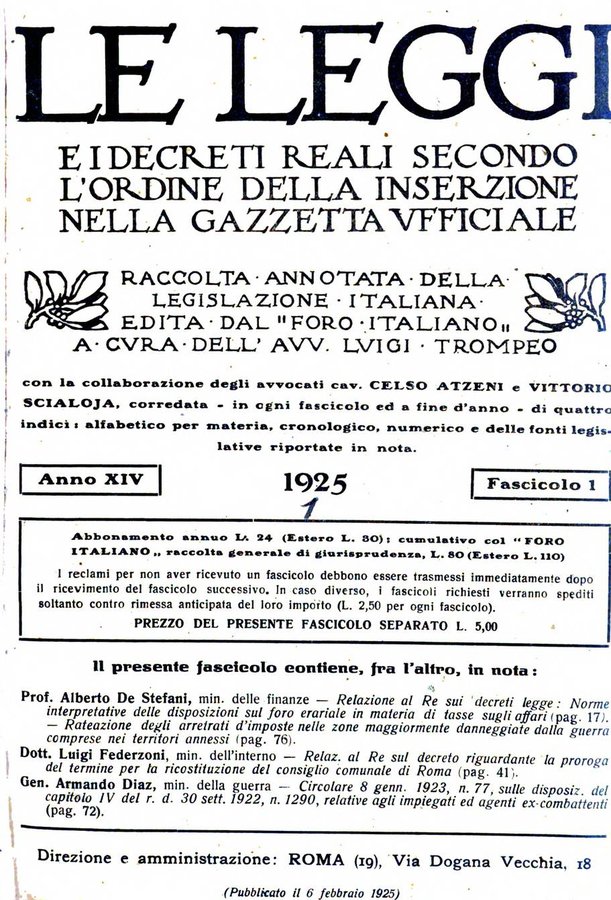 LE LEGGI
E I DECRETI REALI SECONDO
L'ORDINE DELLA INSERZIONE
NELLA GAZZETTA VFFICIALE
RACCOLTA · ANNOTATA · DELLA
LEGISLAZIONE · ITALIANA ·
EDITA · DAL "FORO · ITALIANO„
A · CVRA · DELL' AVV. LVIGI · TROMPEO
con la collaborazione degli avvocati cav. CELSO ATZENI e VITTORIO
SCIALOJA, corredata - in ogni fascicolo ed a fine d'anno - di quattro
indici: alfabetico per materia, cronologico, numerico e delle fonti legis-
lative riportate in nota.
Anno XIV 1925 Fascicolo 1
1
Abbonamento annuo L. 24 (Estero L. 30); cumulativo col "FORO
ITALIANO„ raccolta generale di giurisprudenza, L. 80 (Estero L. 110)
I reclami per non aver ricevuto un fascicolo debbono essere trasmessi immediatamente dopo
il ricevimento del fascicolo successivo. In caso diverso, i fascicoli richiesti verranno spediti
soltanto contro rimessa anticipata del loro importo (L. 2,50 per ogni fascicolo).
PREZZO DEL PRESENTE FASCICOLO SEPARATO L. 5,00
Il presente fascicolo contiene, fra l'altro, in nota:
Prof. Alberto De Stefani, min. delle finanze — Relazione al Re sui decreti legge: Norme
interpretative delle disposizioni sul foro erariale in materia di tasse sugli affari (pag. 17).
— Rateazione degli arretrati d'imposte nelle zone maggiormente danneggiate dalla guerra
comprese nei territori annessi (pag. 76).
Dott. Luigi Federzoni, min. dell'interno — Relaz. al Re sul decreto riguardante la proroga
del termine per la ricostituzione del consiglio comunale di Roma (pag. 41).
Gen. Armando Diaz, min. della guerra — Circolare 8 genn. 1923, n. 77, sulle disposiz. del
capitolo IV del r. d. 30 sett. 1922, n. 1290, relative agli impiegati ed agenti ex-combattenti
(pag. 72).
Direzione e amministrazione: ROMA (19), Via Dogana Vecchia, 18
(Pubblicato il 6 febbraio 1925)